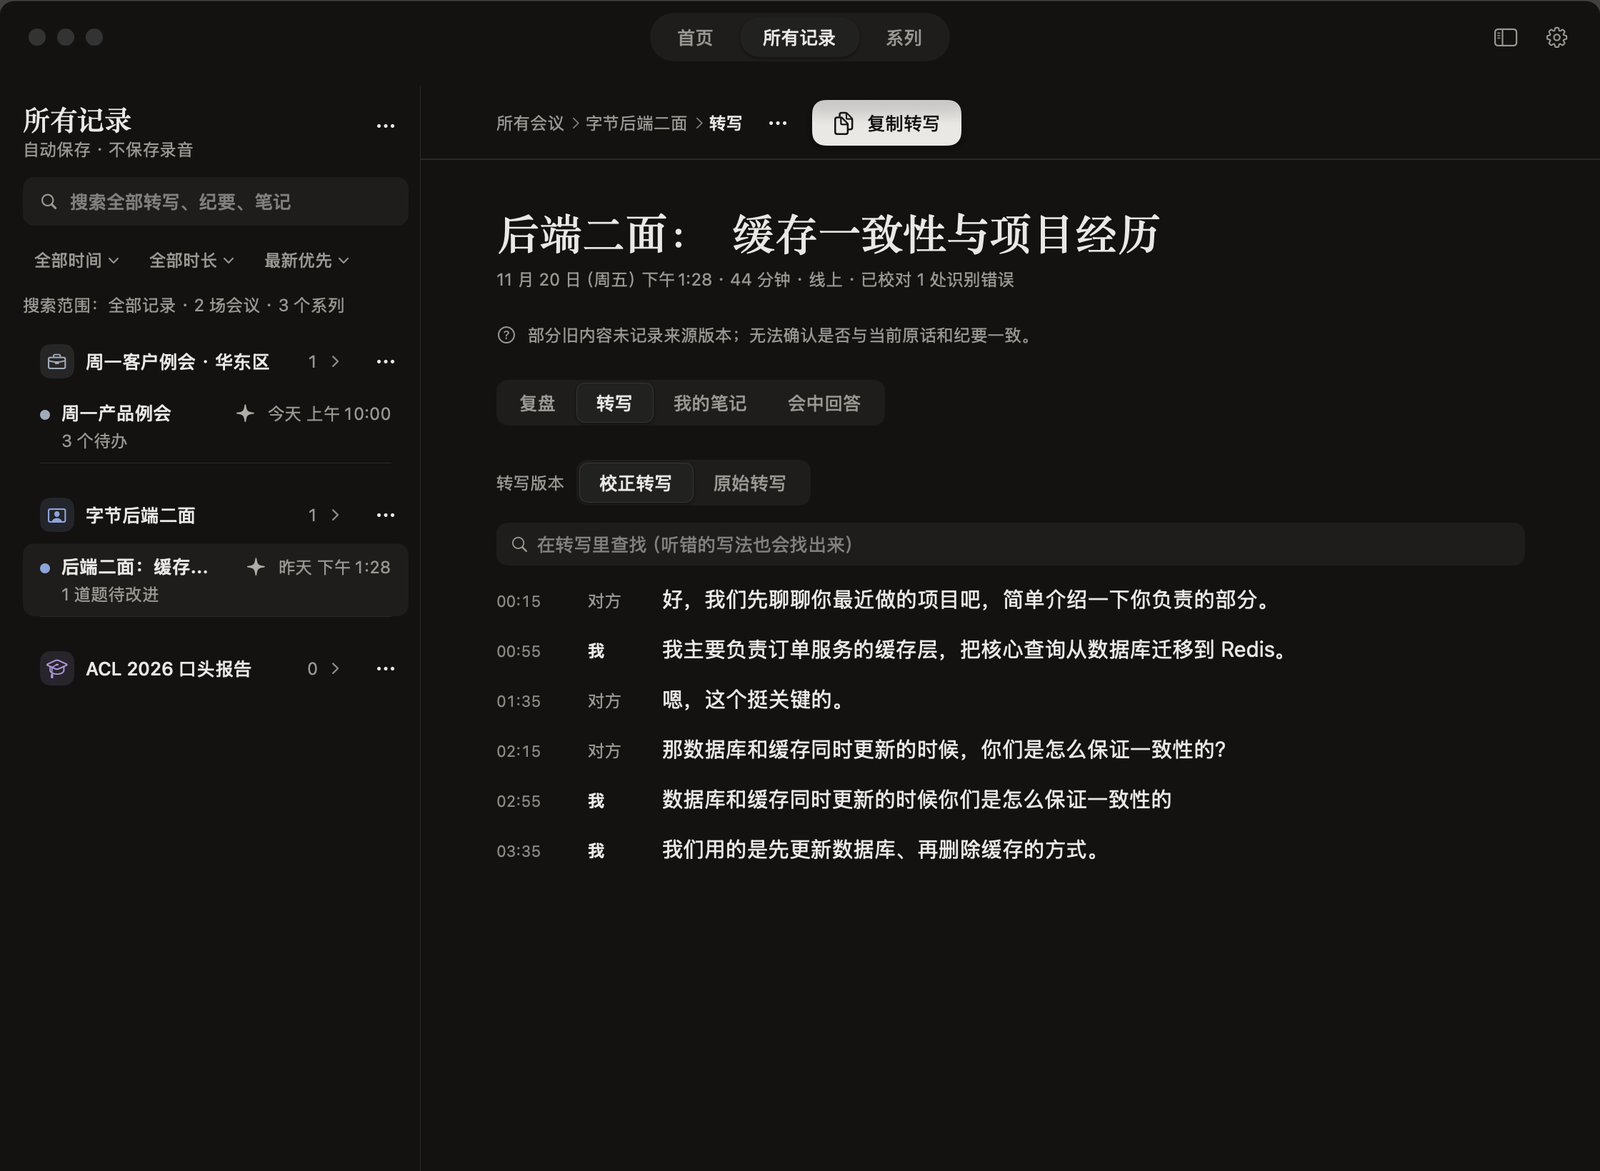 首页 所有记录 系列
所有记录
自动保存 · 不保存录音
搜索全部转写、纪要、笔记
全部时间 全部时长 最新优先
搜索范围：全部记录 · 2 场会议 · 3 个系列
周一客户例会 · 华东区 1
周一产品例会 今天 上午 10:00
3 个待办
字节后端二面 1
后端二面：缓存... 昨天 下午 1:28
1 道题待改进
ACL 2026 口头报告 0
所有会议 > 字节后端二面 > 转写 ··· 复制转写
后端二面： 缓存一致性与项目经历
11 月 20 日 (周五) 下午 1:28 · 44 分钟 · 线上 · 已校对 1 处识别错误
部分旧内容未记录来源版本；无法确认是否与当前原话和纪要一致。
复盘 转写 我的笔记 会中回答
转写版本 校正转写 原始转写
在转写里查找 (听错的写法也会找出来)
00:15 对方 好，我们先聊聊你最近做的项目吧，简单介绍一下你负责的部分。
00:55 我 我主要负责订单服务的缓存层，把核心查询从数据库迁移到 Redis。
01:35 对方 嗯，这个挺关键的。
02:15 对方 那数据库和缓存同时更新的时候，你们是怎么保证一致性的?
02:55 我 数据库和缓存同时更新的时候你们是怎么保证一致性的
03:35 我 我们用的是先更新数据库、再删除缓存的方式。